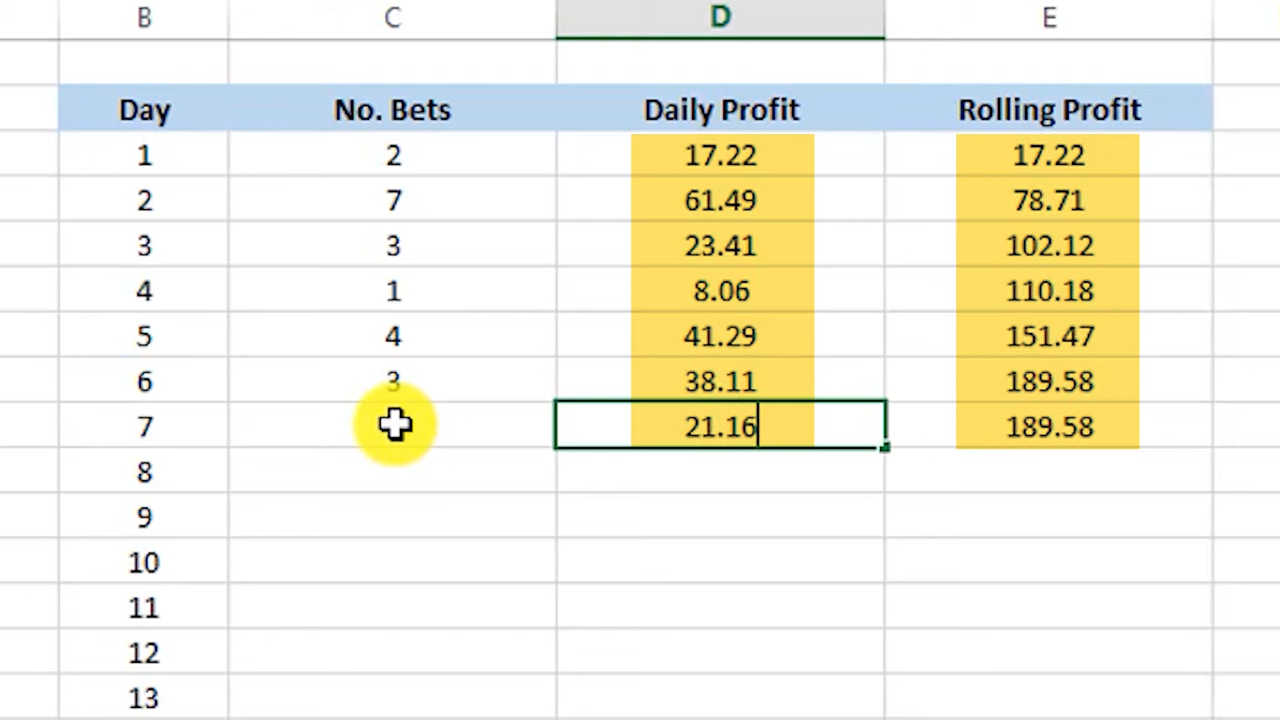 B C D E
Day No. Bets Daily Profit Rolling Profit
1 2 17.22 17.22
2 7 61.49 78.71
3 3 23.41 102.12
4 1 8.06 110.18
5 4 41.29 151.47
6 3 38.11 189.58
7 21.16 189.58
8
9
10
11
12
13